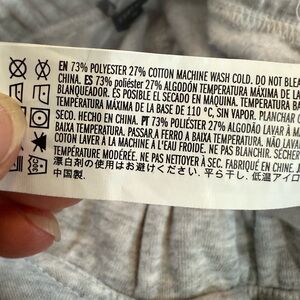 EN 73% POLYESTER 27% COTTON MACHINE WASH COLD. DO NOT BLEA
CHINA. ES 73% poliéster 27% ALGODÓN TEMPERATURA MÁXIMA DE LA
BLANQUEADOR. ES POSIBLE EL SECADO EN MÁQUINA. TEMPERATURA BA
TEMPERATURA MÁXIMA DE LA BASE DE 110 °C, SIN VAPOR. PLANCHAR
SECO. HECHO EN CHINA. PT 73% POLIÉSTER 27% ALGODÃO LAVAR À M
BAIXA TEMPERATURA. PASSAR A FERRO A BAIXA TEMPERATURA. NÃO LAVA
COTON LAVER À LA MACHINE À L'EAU FROIDE. NE PAS BLANCHIR. SÉCHE
TEMPÉRATURE MODÉRÉE. NE PAS NETTOYER À SEC. FABRIQUÉ EN CHINE.
漂白剤の使用はお避けください。平ら干し、低温アイロ
中国製